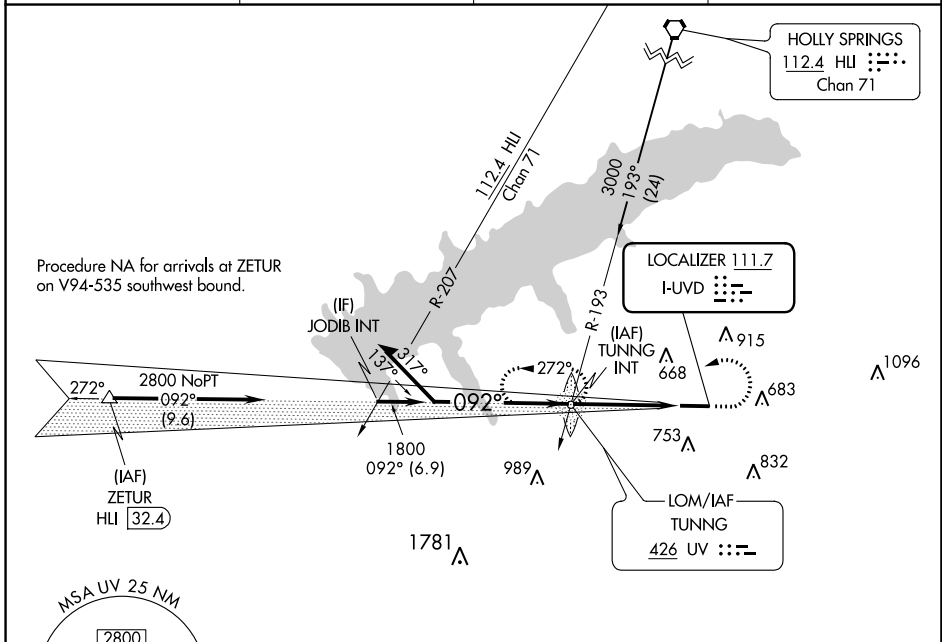 HOLLY SPRINGS
112.4 HLI
Chan 71
112.4 HLI
Chan 71
R-207
3000
193°
(24)
R-193
LOCALIZER 111.7
I-UVD
Procedure NA for arrivals at ZETUR
on V94-535 southwest bound.
(IF)
JODIB INT
(IAF)
TUNNG
INT
915
668
1096
683
317°
137°
272°
272°
2800 NoPT
092°
(9.6)
092°
1800
092° (6.9)
753
832
989
(IAF)
ZETUR
HLI 32.4
LOM/IAF
TUNNG
426 UV
1781
MSA UV 25 NM
2800